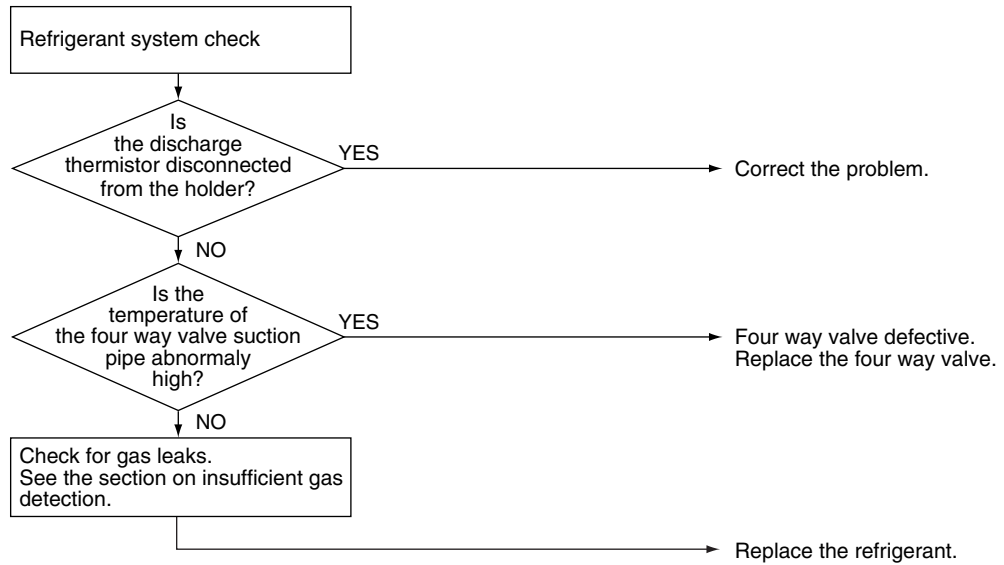 Refrigerant system check
Is
the discharge
thermistor disconnected
from the holder?
YES
Correct the problem.
NO
Is the
temperature of
the four way valve suction
pipe abnormaly
high?
YES
Four way valve defective.
Replace the four way valve.
NO
Check for gas leaks.
See the section on insufficient gas
detection.
Replace the refrigerant.